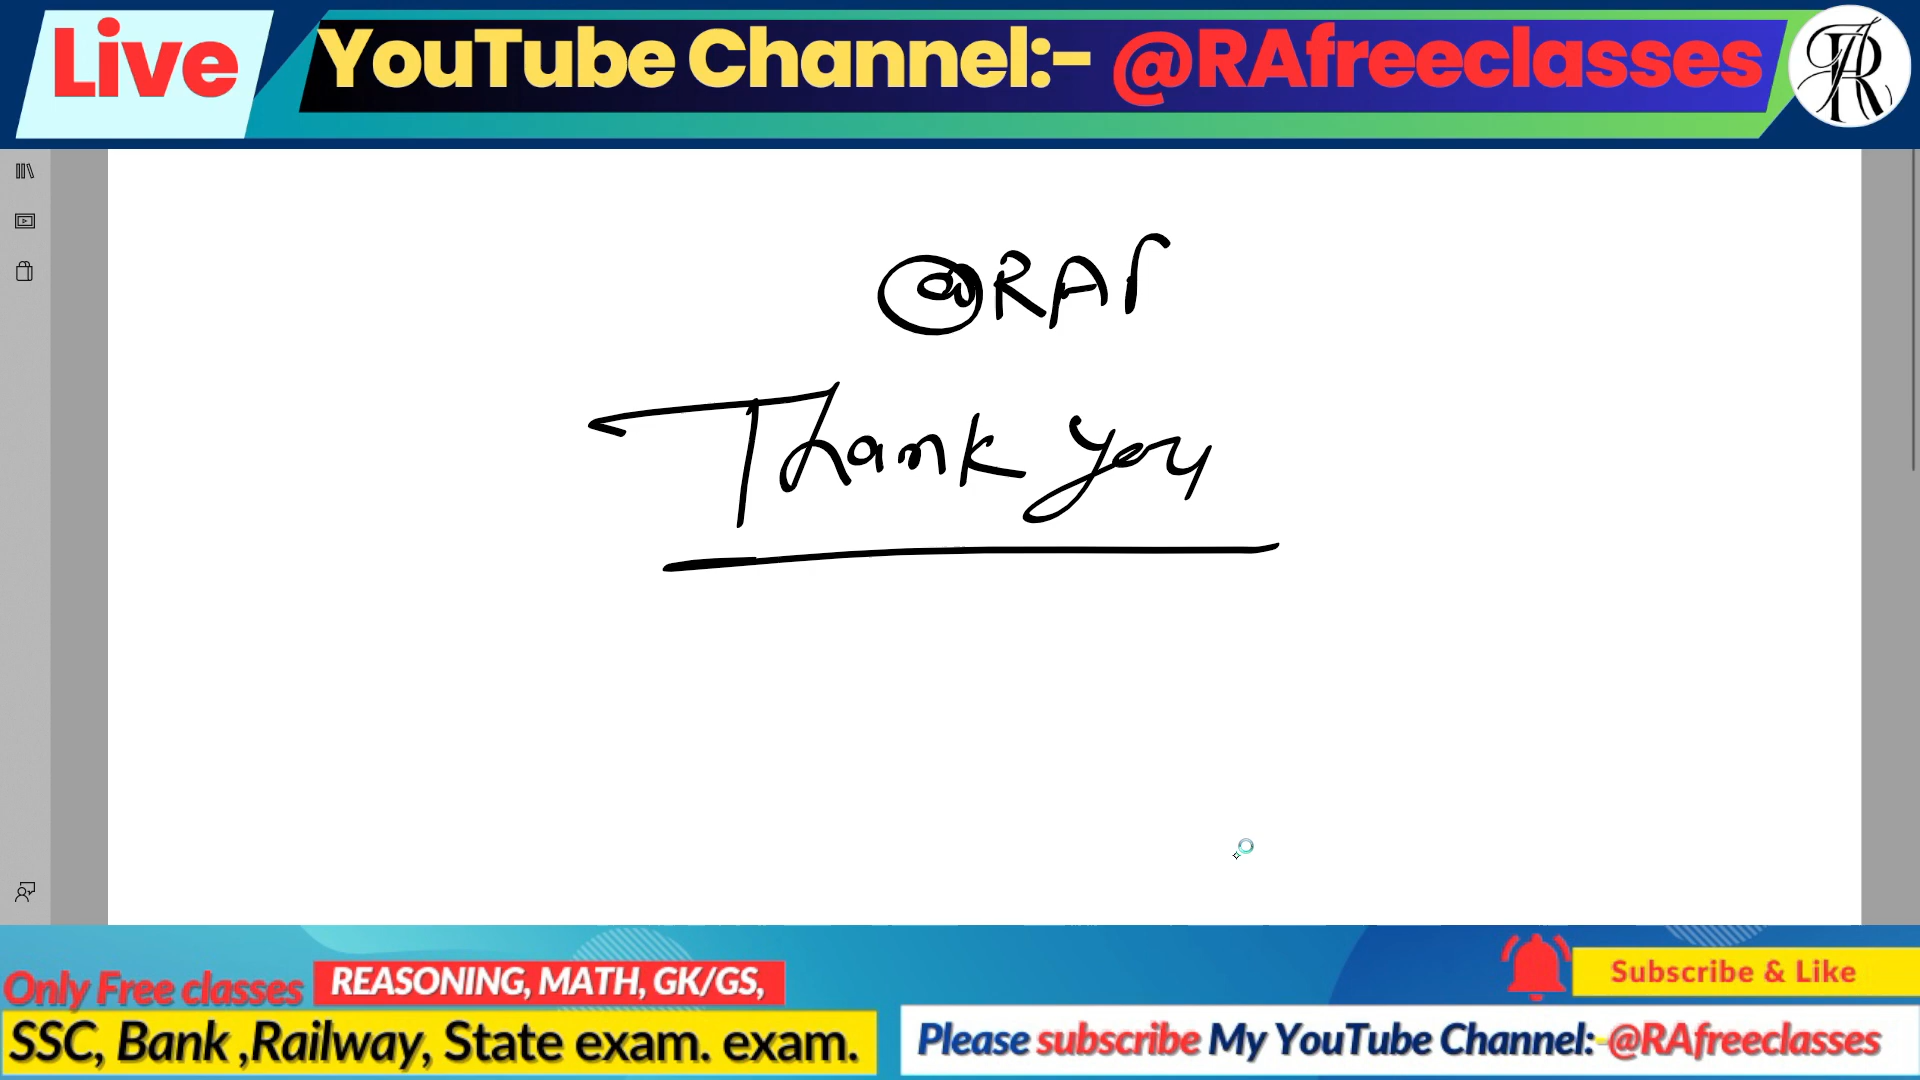 Live
YouTube Channel:- @RAfreeclasses
@RAf
Thank you
Only Free classes REASONING, MATH, GK/GS,
SSC, Bank ,Railway, State exam. exam.
Subscribe & Like
Please subscribe My YouTube Channel:-@RAfreeclasses